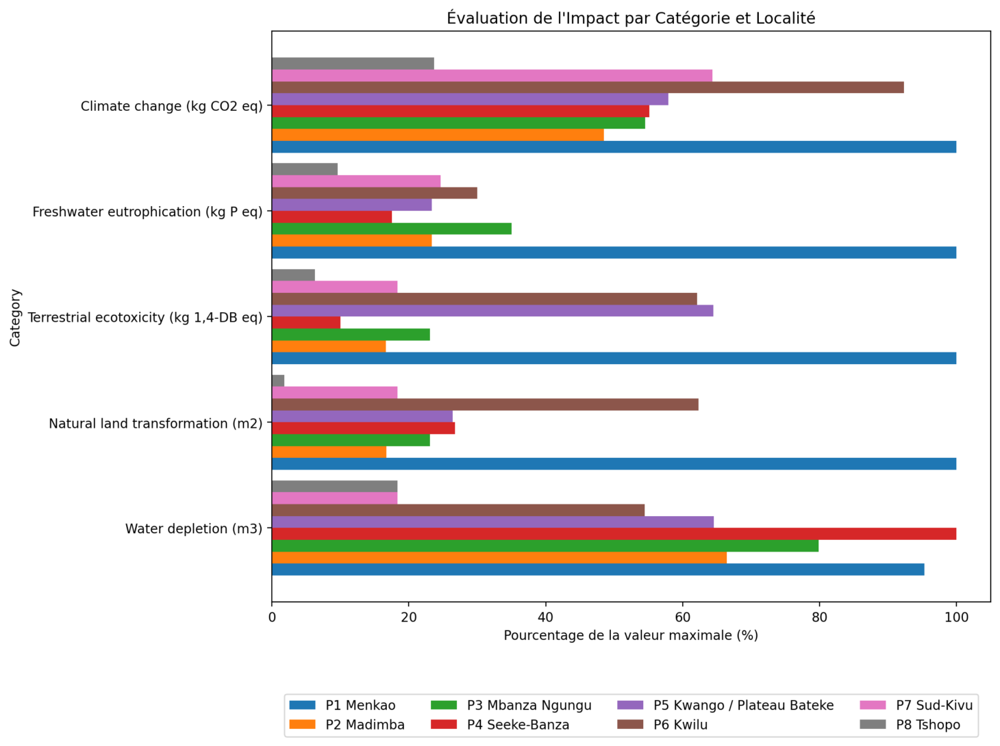 Évaluation de l'Impact par Catégorie et Localité
Climate change (kg CO2 eq)
Freshwater eutrophication (kg P eq)
Terrestrial ecotoxicity (kg 1,4-DB eq)
Natural land transformation (m2)
Water depletion (m3)
Category
0 20 40 60 80 100
Pourcentage de la valeur maximale (%)
P1 Menkao P3 Mbanza Ngungu P5 Kwango / Plateau Bateke P7 Sud-Kivu
P2 Madimba P4 Seeke-Banza P6 Kwilu P8 Tshopo